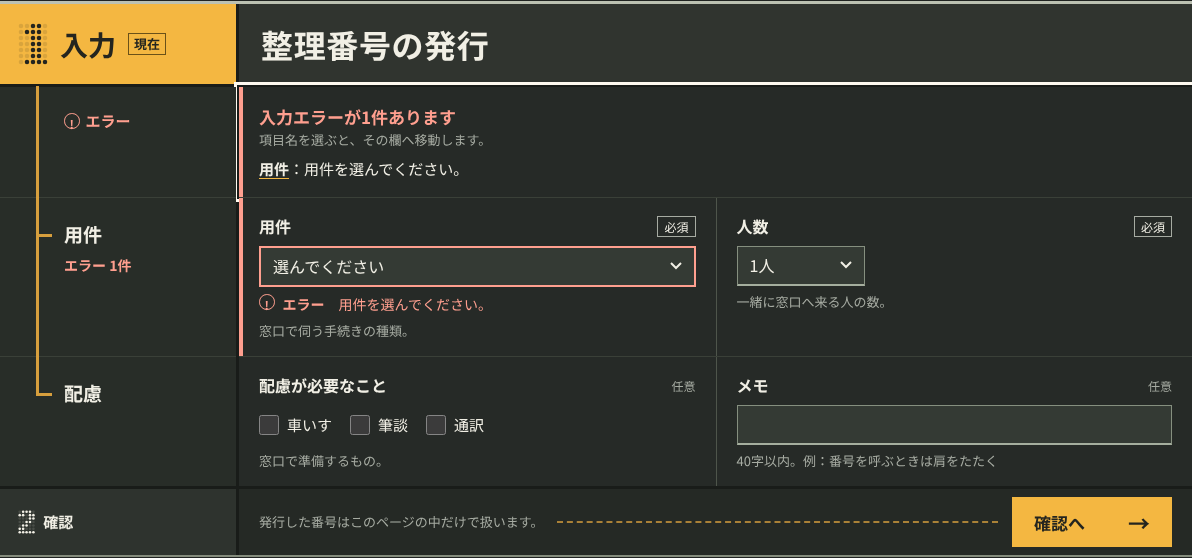 1 入力 現在
整理番号の発行
! エラー
入力エラーが1件あります
項目名を選ぶと、その欄へ移動します。
用件：用件を選んでください。
用件
エラー 1件
用件 必須
選んでください
! エラー 用件を選んでください。
窓口で伺う手続きの種類。
人数 必須
1人
一緒に窓口へ来る人の数。
配慮
配慮が必要なこと 任意
車いす 筆談 通訳
窓口で準備するもの。
メモ 任意
40字以内。例：番号を呼ぶときは肩をたたく
2 確認
発行した番号はこのページの中だけで扱います。
確認へ →